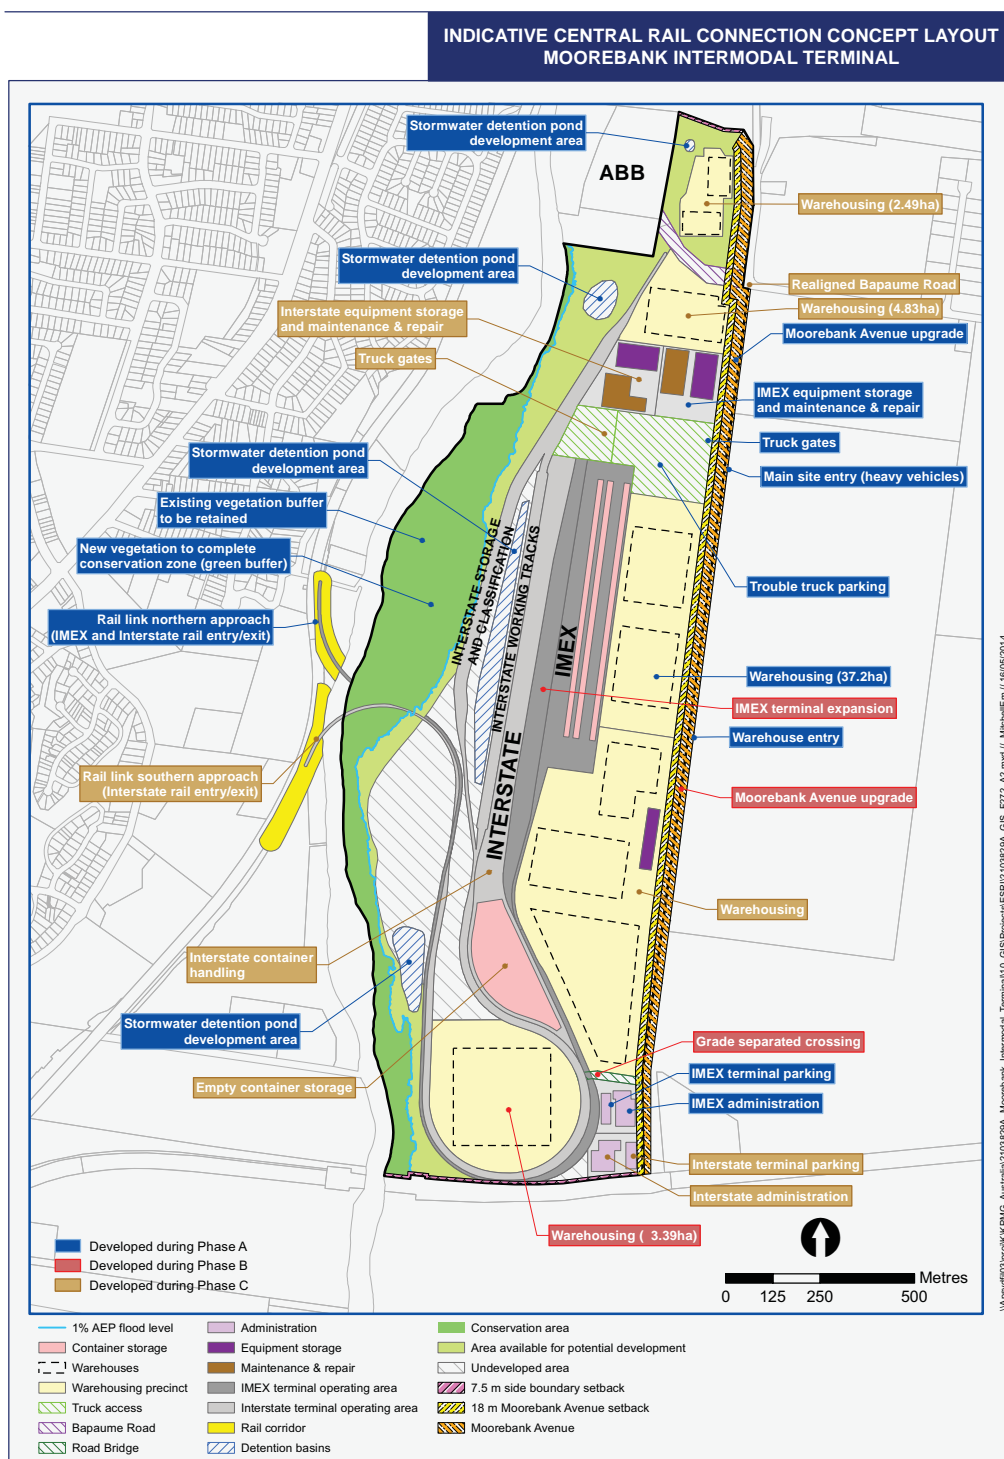 INDICATIVE CENTRAL RAIL CONNECTION CONCEPT LAYOUT
MOOREBANK INTERMODAL TERMINAL
Stormwater detention pond
development area
ABB
Warehousing (2.49ha)
Stormwater detention pond
development area
Realigned Bapaume Road
Interstate equipment storage
and maintenance & repair
Warehousing (4.83ha)
Moorebank Avenue upgrade
Truck gates
IMEX equipment storage
and maintenance & repair
Truck gates
Stormwater detention pond
development area
Main site entry (heavy vehicles)
Existing vegetation buffer
to be retained
New vegetation to complete
conservation zone (green buffer)
INTERSTATE STORAGE
AND CLASSIFICATION
INTERSTATE WORKING TRACKS
Trouble truck parking
Rail link northern approach
(IMEX and Interstate rail entry/exit)
IMEX
Warehousing (37.2ha)
IMEX terminal expansion
Warehouse entry
INTERSTATE
Rail link southern approach
(Interstate rail entry/exit)
Moorebank Avenue upgrade
Warehousing
Interstate container
handling
Stormwater detention pond
development area
Grade separated crossing
Empty container storage
IMEX terminal parking
IMEX administration
Interstate terminal parking
Interstate administration
Warehousing ( 3.39ha)
Developed during Phase A
Developed during Phase B
Developed during Phase C
Metres
0 125 250 500
1% AEP flood level
Container storage
Warehouses
Warehousing precinct
Truck access
Bapaume Road
Road Bridge
Administration
Equipment storage
Maintenance & repair
IMEX terminal operating area
Interstate terminal operating area
Rail corridor
Detention basins
Conservation area
Area available for potential development
Undeveloped area
7.5 m side boundary setback
18 m Moorebank Avenue setback
Moorebank Avenue